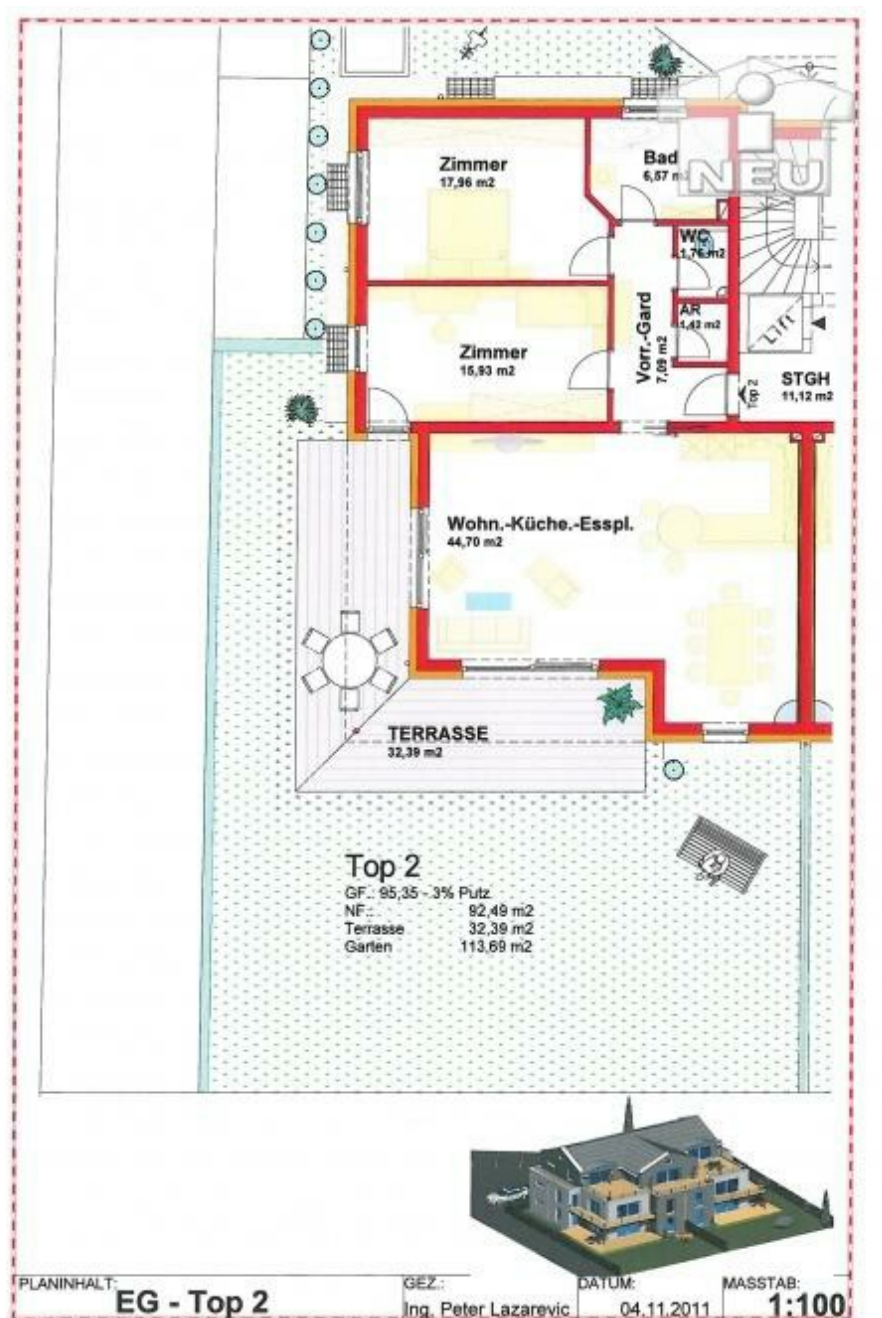 Zimmer
17,96 m2
Bad
6,57 m2
NEU
WC
1,75 m2
AR
1,42 m2
Lift
Vorr.-Gard
7,09 m2
Zimmer
15,93 m2
Top 2
STGH
11,12 m2
Wohn.-Küche.-Esspl.
44,70 m2
TERRASSE
32,39 m2
Top 2
GF.: 95,35 - 3% Putz
NF.: 92,49 m2
Terrasse 32,39 m2
Garten 113,69 m2
PLANINHALT: GEZ.: DATUM: MASSTAB:
EG - Top 2 Ing. Peter Lazarevic 04.11.2011 1:100